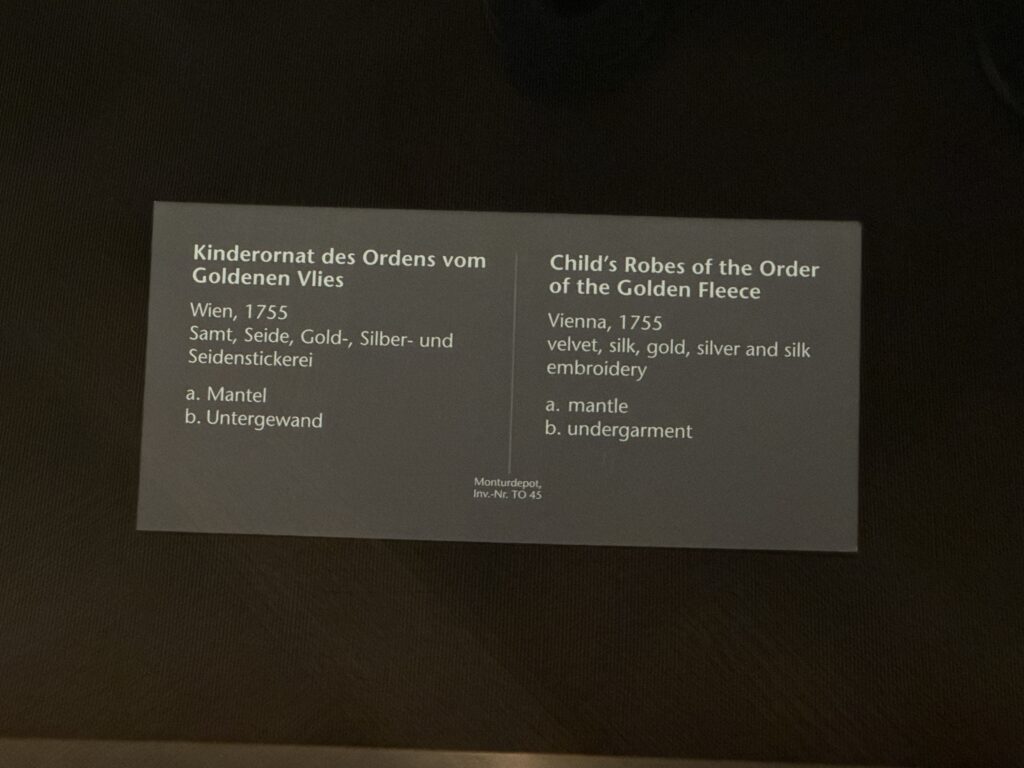 Kinderornat des Ordens vom
Goldenen Vlies
Wien, 1755
Samt, Seide, Gold-, Silber- und
Seidenstickerei
a. Mantel
b. Untergewand
Child's Robes of the Order
of the Golden Fleece
Vienna, 1755
velvet, silk, gold, silver and silk
embroidery
a. mantle
b. undergarment
Monturdepot,
Inv.-Nr. TO 45